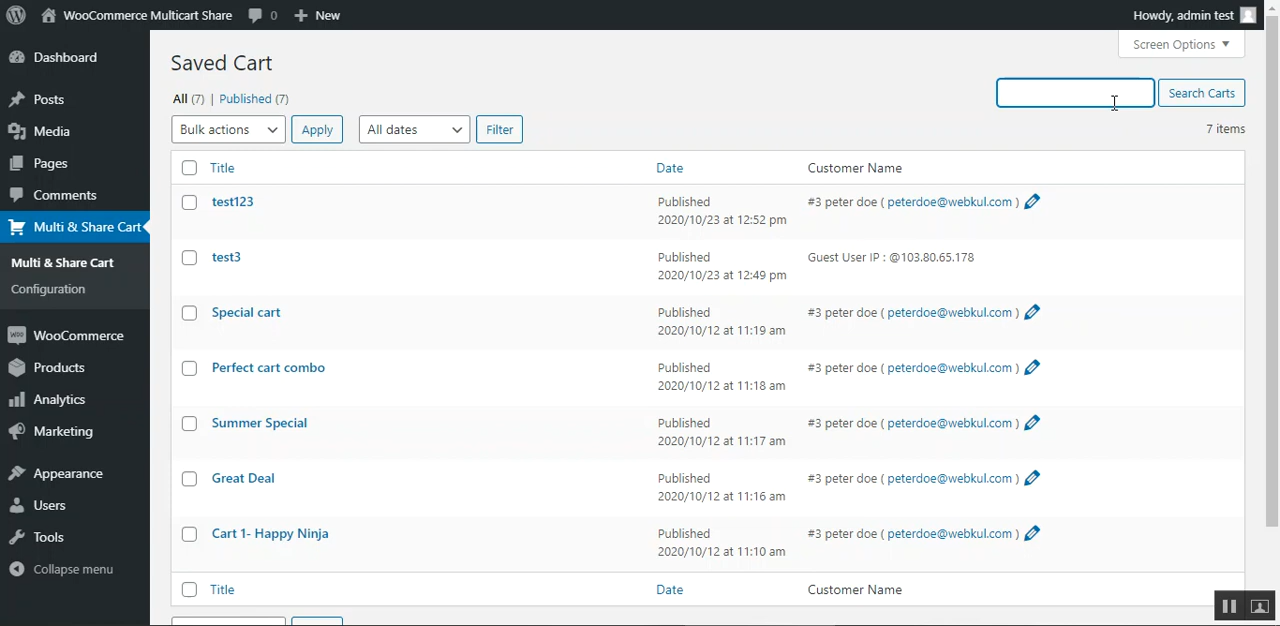 WooCommerce Multicart Share 0 New Howdy, admin test
Screen Options
Dashboard
Posts
Media
Pages
Comments
Multi & Share Cart
Multi & Share Cart
Configuration
WooCommerce
Products
Analytics
Marketing
Appearance
Users
Tools
Collapse menu
Saved Cart
All (7) | Published (7)
Search Carts
Bulk actions Apply All dates Filter 7 items
Title Date Customer Name
test123 Published #3 peter doe ( peterdoe@webkul.com )
2020/10/23 at 12:52 pm
test3 Published Guest User IP : @103.80.65.178
2020/10/23 at 12:49 pm
Special cart Published #3 peter doe ( peterdoe@webkul.com )
2020/10/12 at 11:19 am
Perfect cart combo Published #3 peter doe ( peterdoe@webkul.com )
2020/10/12 at 11:18 am
Summer Special Published #3 peter doe ( peterdoe@webkul.com )
2020/10/12 at 11:17 am
Great Deal Published #3 peter doe ( peterdoe@webkul.com )
2020/10/12 at 11:16 am
Cart 1- Happy Ninja Published #3 peter doe ( peterdoe@webkul.com )
2020/10/12 at 11:10 am
Title Date Customer Name